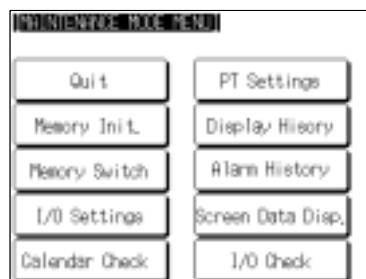 [MAINTENANCE MODE MENU]
Quit
PT Settings
Memory Init.
Display Hisory
Memory Switch
Alarm History
I/O Settings
Screen Data Disp.
Calendar Check
I/O Check